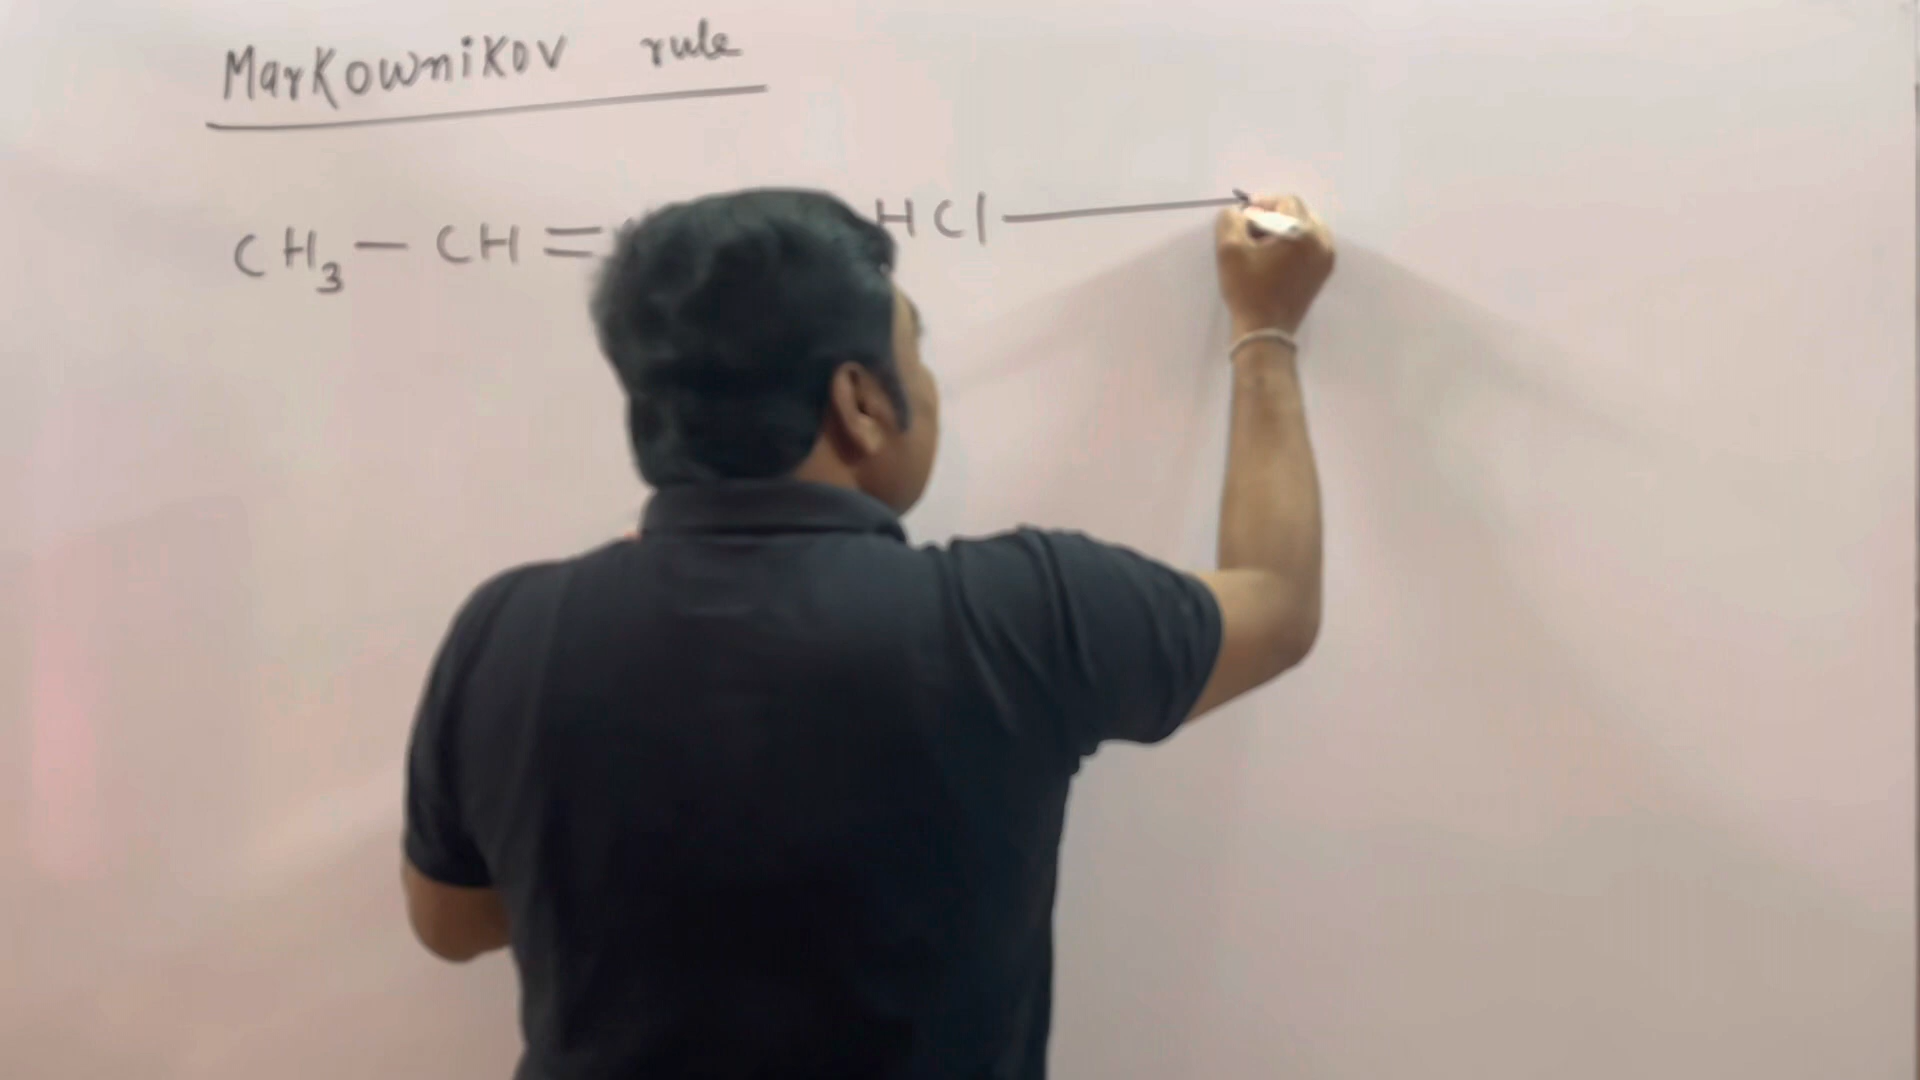 MarKowniKov rule
CH₃ — CH = HCl ⟶